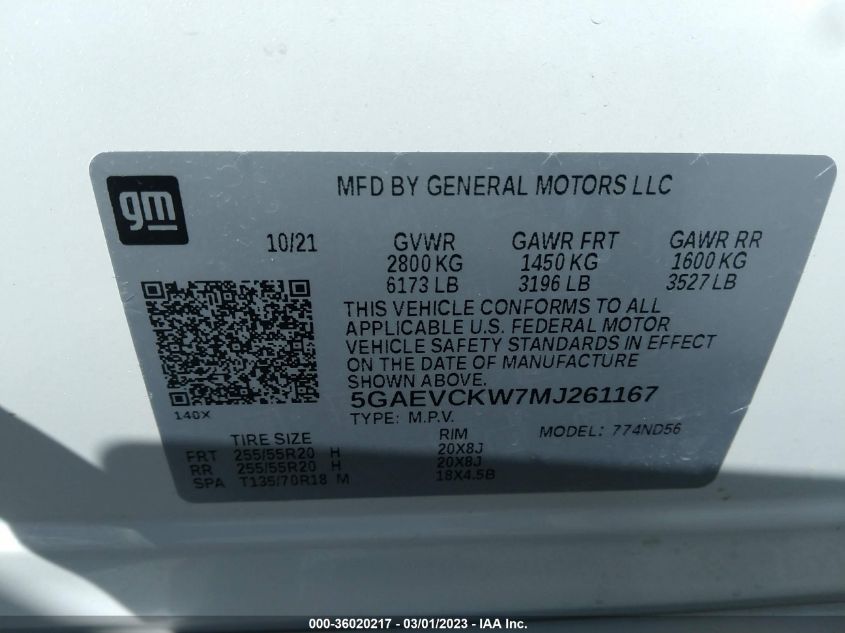 gm
MFD BY GENERAL MOTORS LLC
10/21 GVWR GAWR FRT GAWR RR
2800 KG 1450 KG 1600 KG
6173 LB 3196 LB 3527 LB
THIS VEHICLE CONFORMS TO ALL
APPLICABLE U.S. FEDERAL MOTOR
VEHICLE SAFETY STANDARDS IN EFFECT
ON THE DATE OF MANUFACTURE
SHOWN ABOVE.
5GAEVCKW7MJ261167
140X
TYPE: M.P.V.
MODEL: 774ND56
TIRE SIZE RIM
FRT 255/55R20 H 20X8J
RR 255/55R20 H 20X8J
SPA T135/70R18 M 18X4.5B
000-36020217 - 03/01/2023 - IAA Inc.